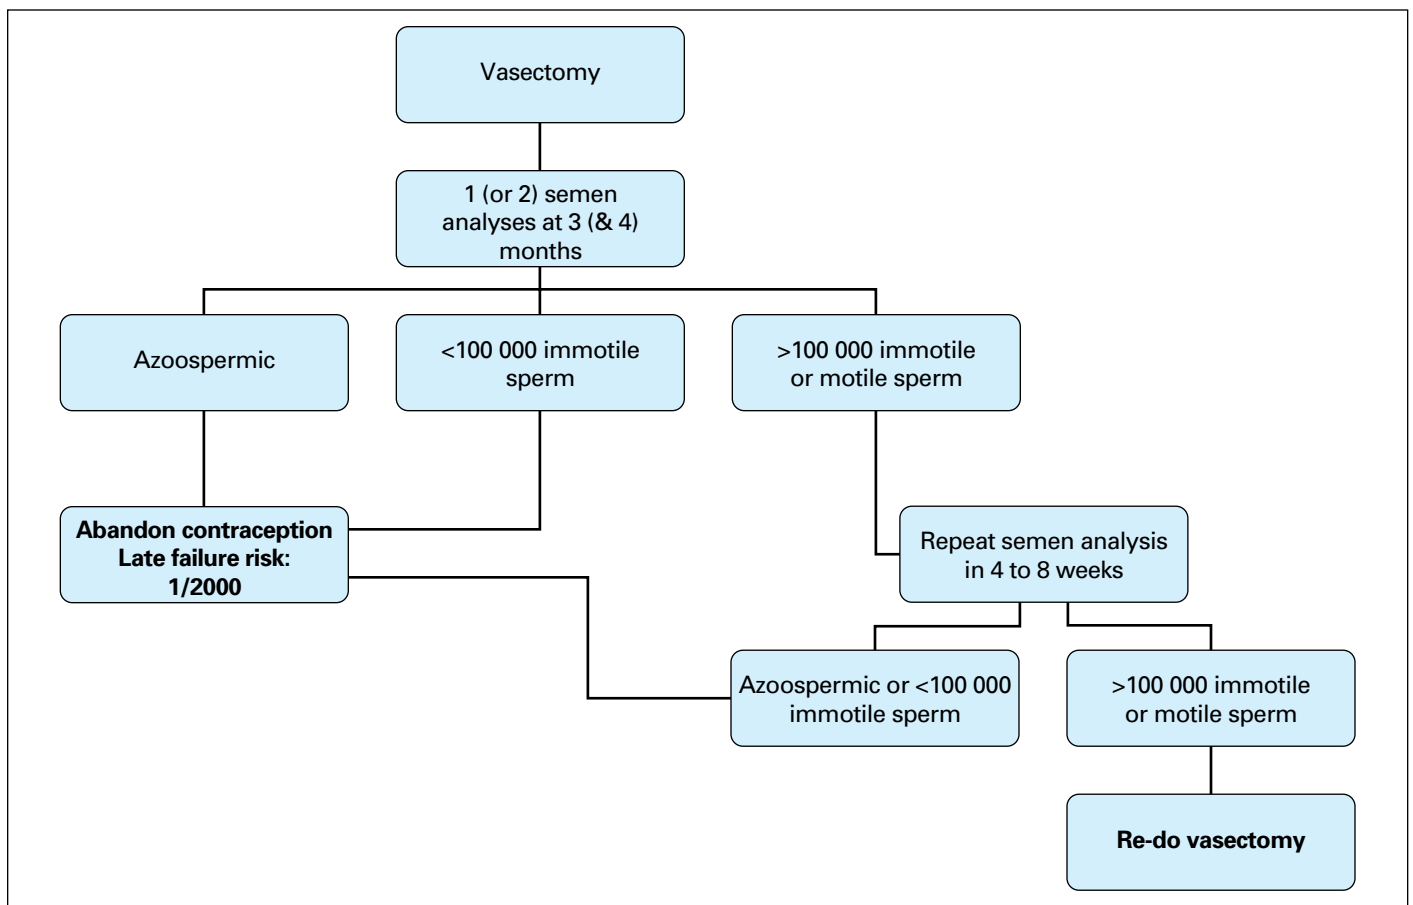 Vasectomy
1 (or 2) semen
analyses at 3 (& 4)
months
Azoospermic
<100 000 immotile
sperm
>100 000 immotile
or motile sperm
Abandon contraception
Late failure risk:
1/2000
Repeat semen analysis
in 4 to 8 weeks
Azoospermic or <100 000
immotile sperm
>100 000 immotile
or motile sperm
Re-do vasectomy